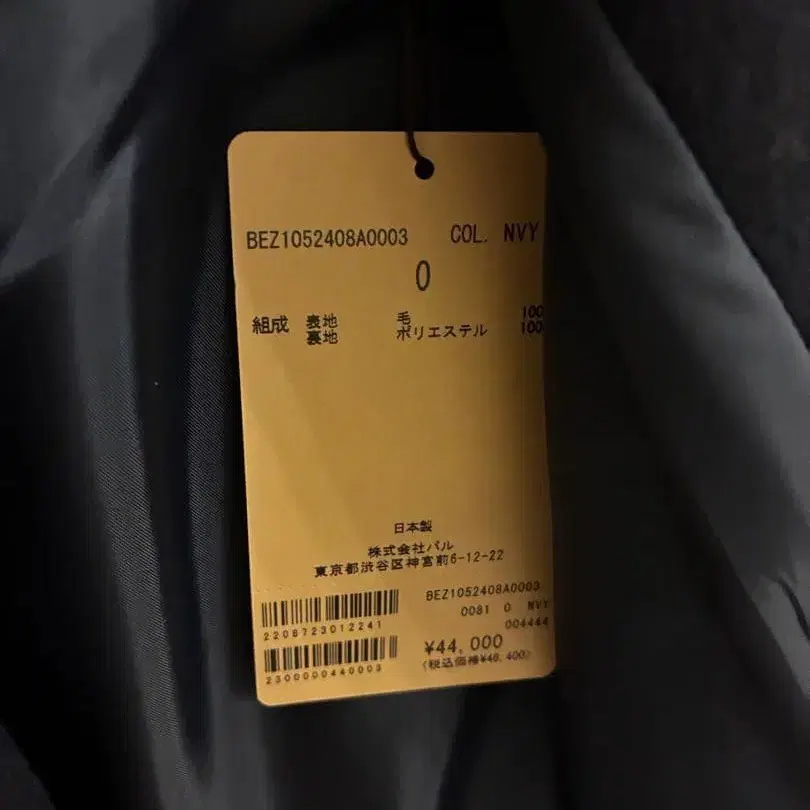 BEZ1052408A0003 COL. NVY
0
組成 表地 毛 100
裏地 ポリエステル 100
日本製
株式会社パル
東京都渋谷区神宮前6-12-22
BEZ1052408A0003
0081 0 NVY
2208723012241
004444
¥44,000
2300000440003
(税込価格¥48,400)